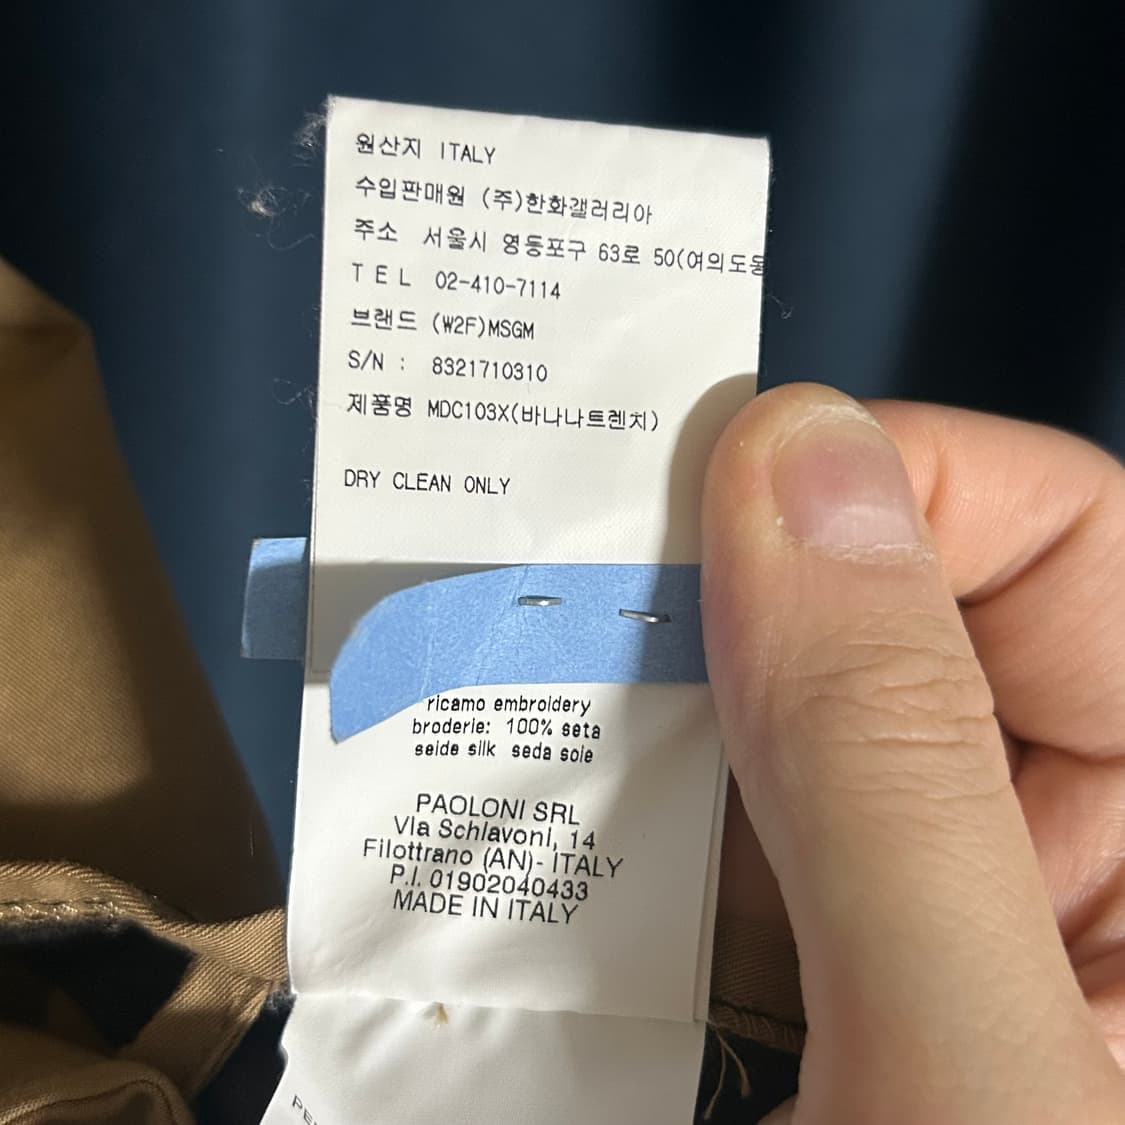 원산지 ITALY
수입판매원 (주)한화갤러리아
주소 서울시 영등포구 63로 50(여의도동
T E L 02-410-7114
브랜드 (W2F)MSGM
S/N : 8321710310
제품명 MDC103X(바나나트렌치)
DRY CLEAN ONLY
ricamo embroidery
broderie: 100% seta
seide silk seda soie
PAOLONI SRL
Via Schiavoni, 14
Filottrano (AN)- ITALY
P.I. 01902040433
MADE IN ITALY